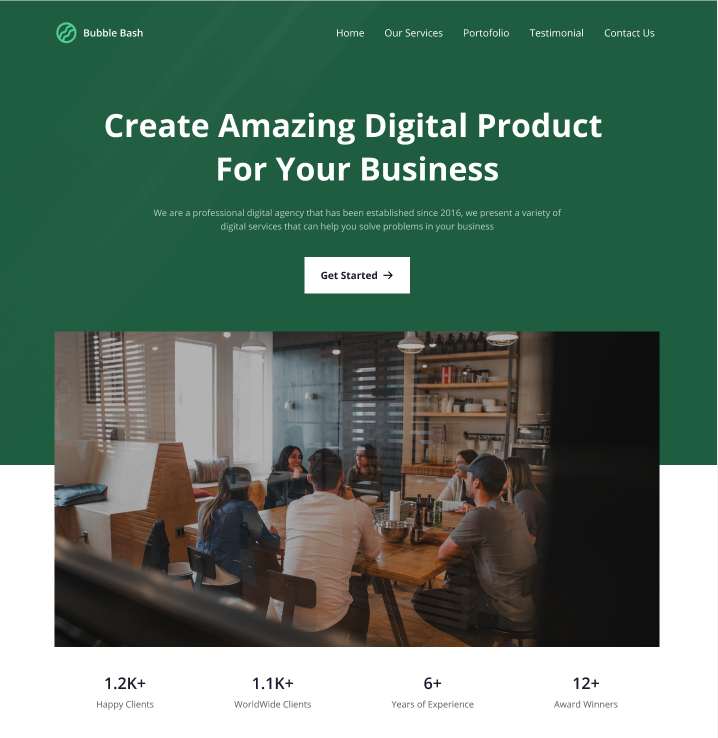 Bubble Bash
Home
Our Services
Portofolio
Testimonial
Contact Us
Create Amazing Digital Product
For Your Business
We are a professional digital agency that has been established since 2016, we present a variety of
digital services that can help you solve problems in your business
Get Started →
1.2K+
Happy Clients
1.1K+
WorldWide Clients
6+
Years of Experience
12+
Award Winners